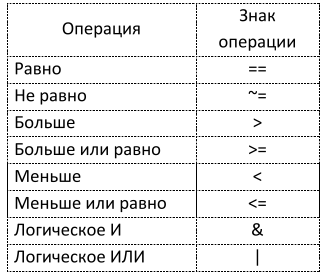 Операция
Знак
операции
Равно ==
Не равно ~=
Больше >
Больше или равно >=
Меньше <
Меньше или равно <=
Логическое И &
Логическое ИЛИ |